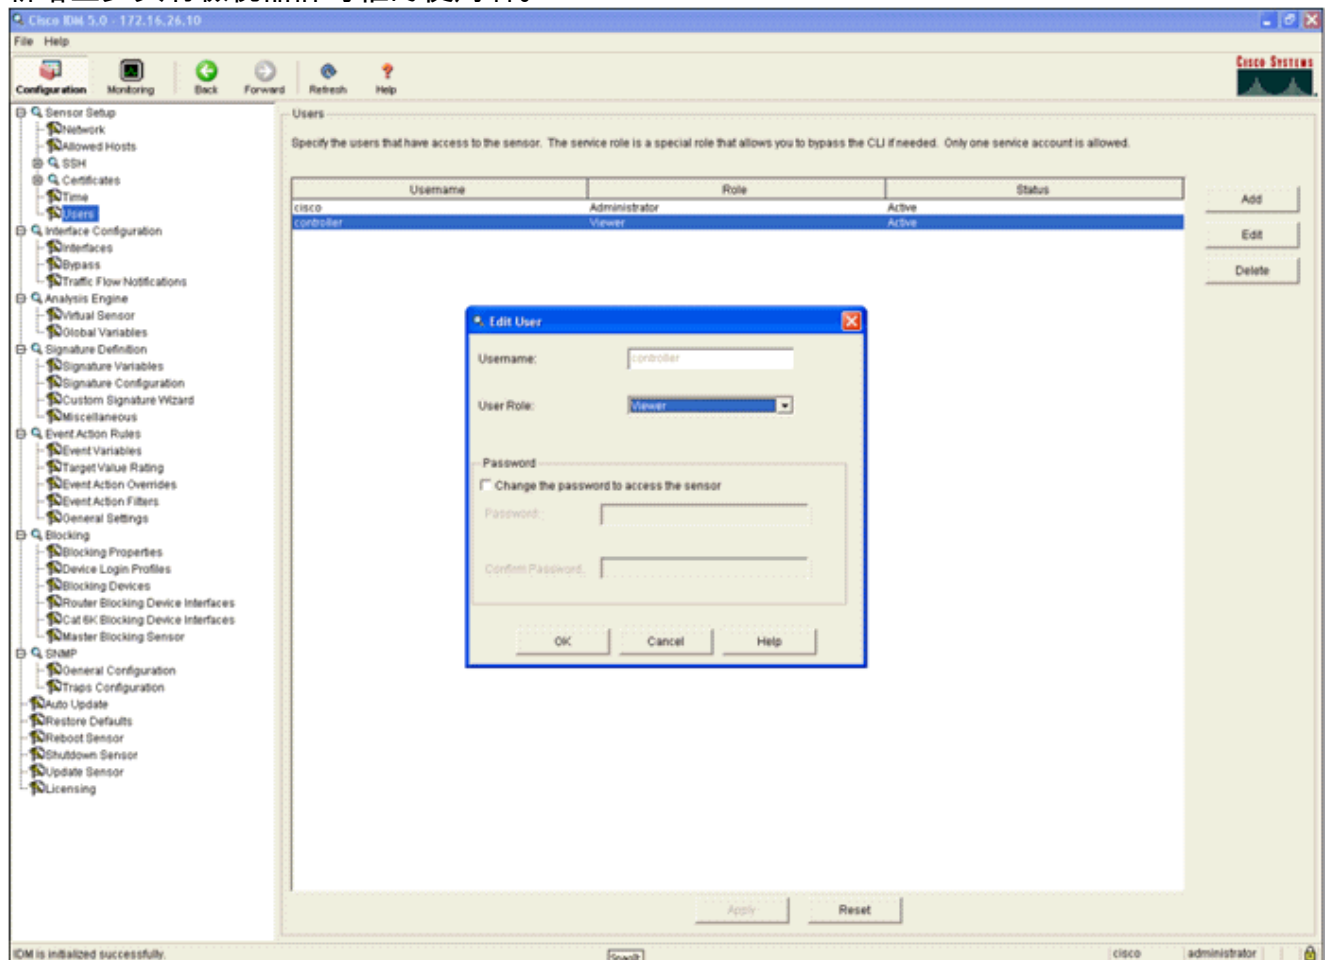 Cisco IDM 5.0 - 172.16.26.10
File Help
Configuration Monitoring Back Forward Refresh Help
CISCO SYSTEMS
Sensor Setup
Network
Allowed Hosts
SSH
Certificates
Time
Users
Interface Configuration
Interfaces
Bypass
Traffic Flow Notifications
Analysis Engine
Virtual Sensor
Global Variables
Signature Definition
Signature Variables
Signature Configuration
Custom Signature Wizard
Miscellaneous
Event Action Rules
Event Variables
Target Value Rating
Event Action Overrides
Event Action Filters
General Settings
Blocking
Blocking Properties
Device Login Profiles
Blocking Devices
Router Blocking Device Interfaces
Cat 6K Blocking Device Interfaces
Master Blocking Sensor
SNMP
General Configuration
Traps Configuration
Auto Update
Restore Defaults
Reboot Sensor
Shutdown Sensor
Update Sensor
Licensing
Users
Specify the users that have access to the sensor. The service role is a special role that allows you to bypass the CLI if needed. Only one service account is allowed.
Username Role Status
cisco Administrator Active
controller Viewer Active
Add
Edit
Delete
Edit User
Username: controller
User Role: Viewer
Password
Change the password to access the sensor
Password:
Confirm Password:
OK Cancel Help
Apply Reset
IDM is initialized successfully.
SnagIt
cisco administrator